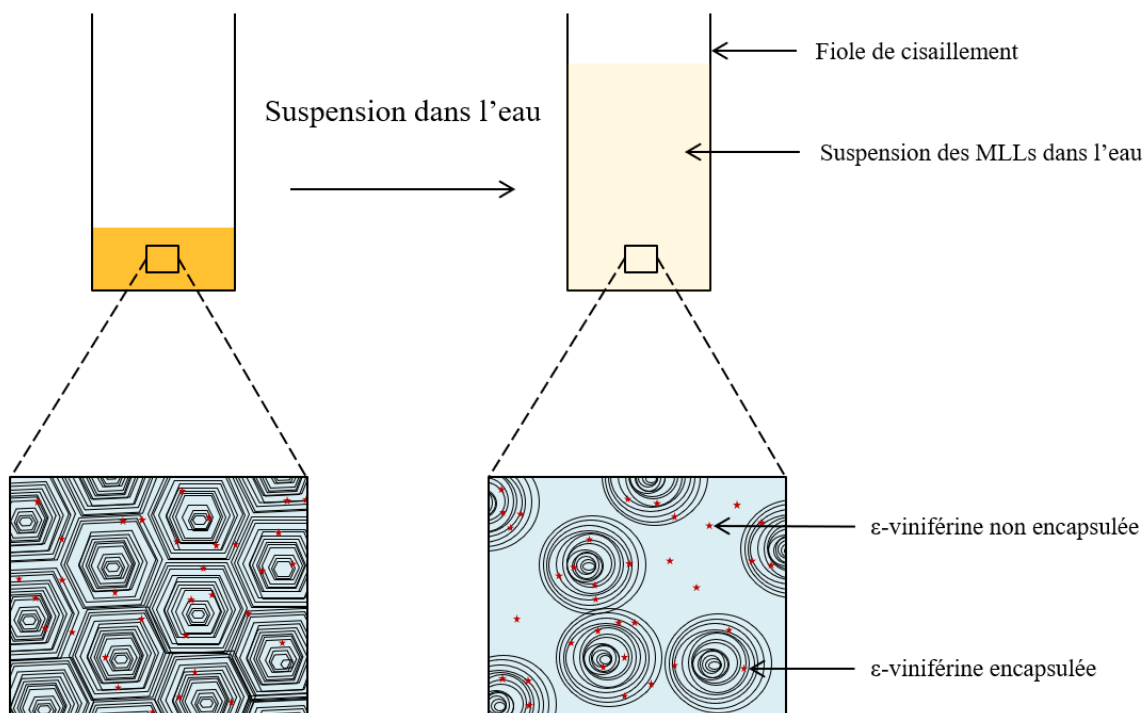 Fiole de cisaillement
Suspension dans l’eau
Suspension des MLLs dans l’eau
ε-viniférine non encapsulée
ε-viniférine encapsulée